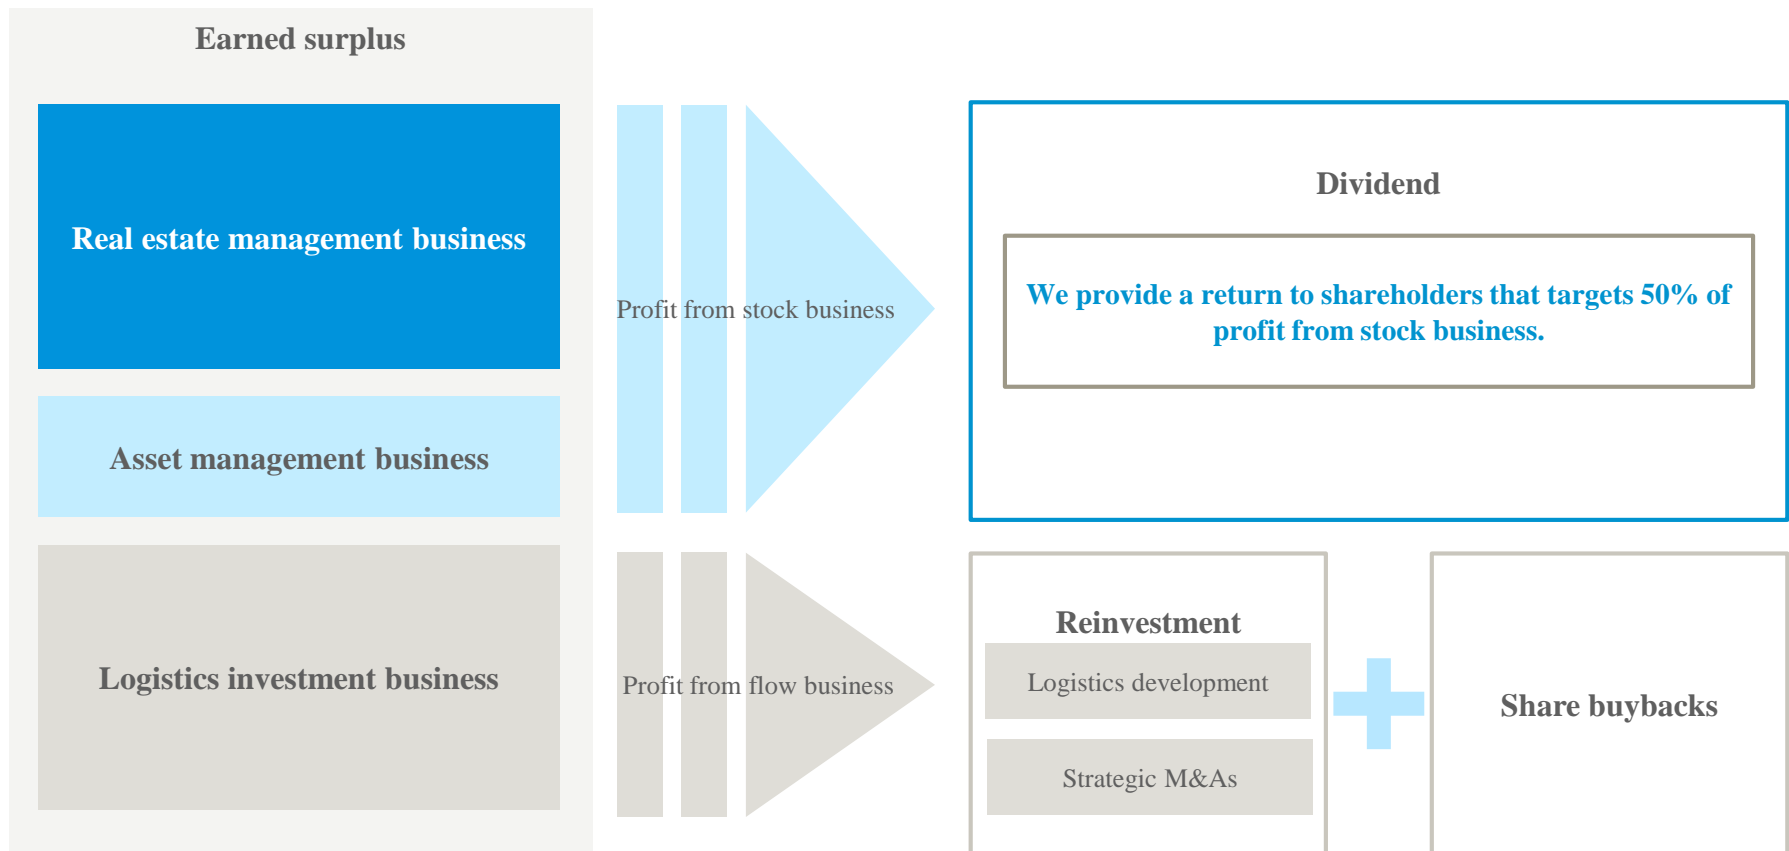 Earned surplus
Real estate management business
Asset management business
Logistics investment business
Profit from stock business
Profit from flow business
Dividend
We provide a return to shareholders that targets 50% of
profit from stock business.
Reinvestment
Logistics development
Strategic M&As
Share buybacks